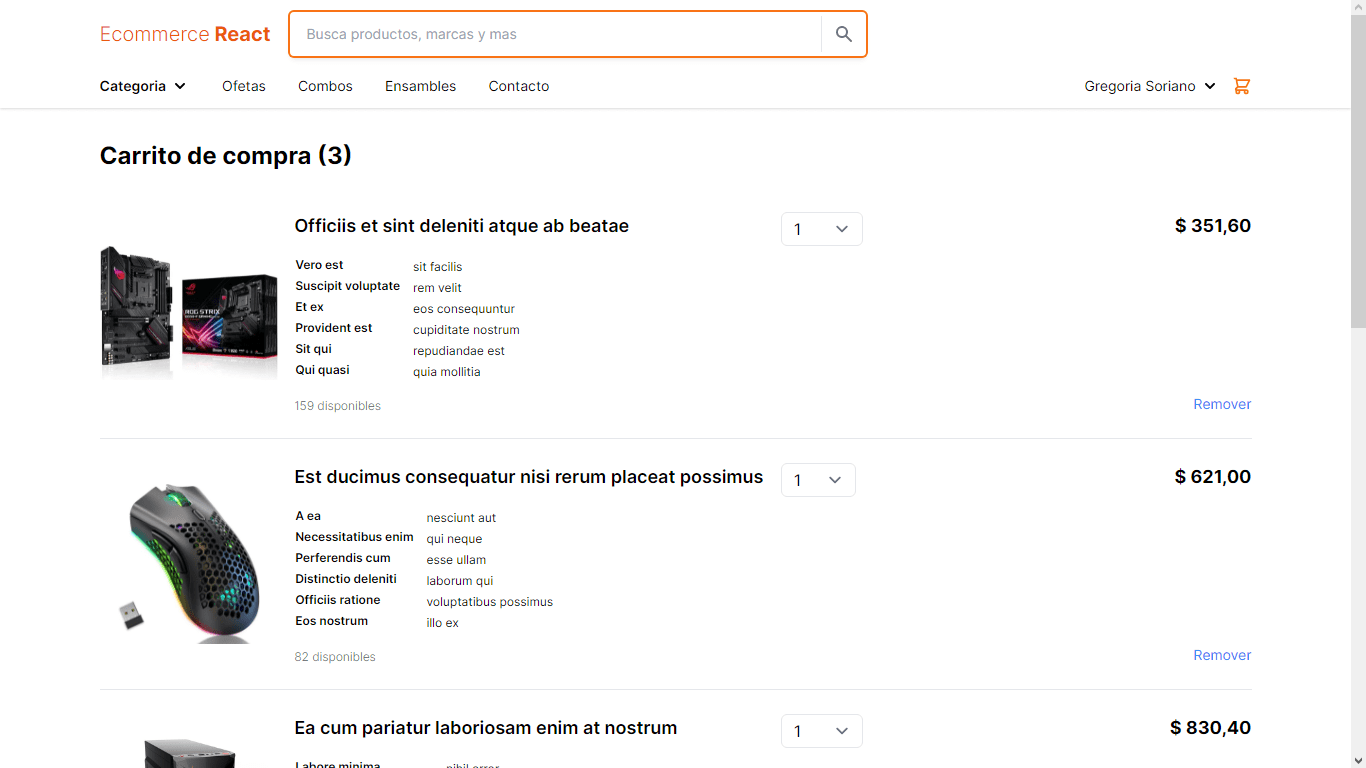 Ecommerce React
Busca productos, marcas y mas
Categoria
Ofetas
Combos
Ensambles
Contacto
Gregoria Soriano
Carrito de compra (3)
Officiis et sint deleniti atque ab beatae
1
$ 351,60
Vero est sit facilis
Suscipit voluptate rem velit
Et ex eos consequuntur
Provident est cupiditate nostrum
Sit qui repudiandae est
Qui quasi quia mollitia
159 disponibles
Remover
ROG STRIX
Est ducimus consequatur nisi rerum placeat possimus
1
$ 621,00
A ea nesciunt aut
Necessitatibus enim qui neque
Perferendis cum esse ullam
Distinctio deleniti laborum qui
Officiis ratione voluptatibus possimus
Eos nostrum illo ex
82 disponibles
Remover
Ea cum pariatur laboriosam enim at nostrum
1
$ 830,40
Labore minima nihil error